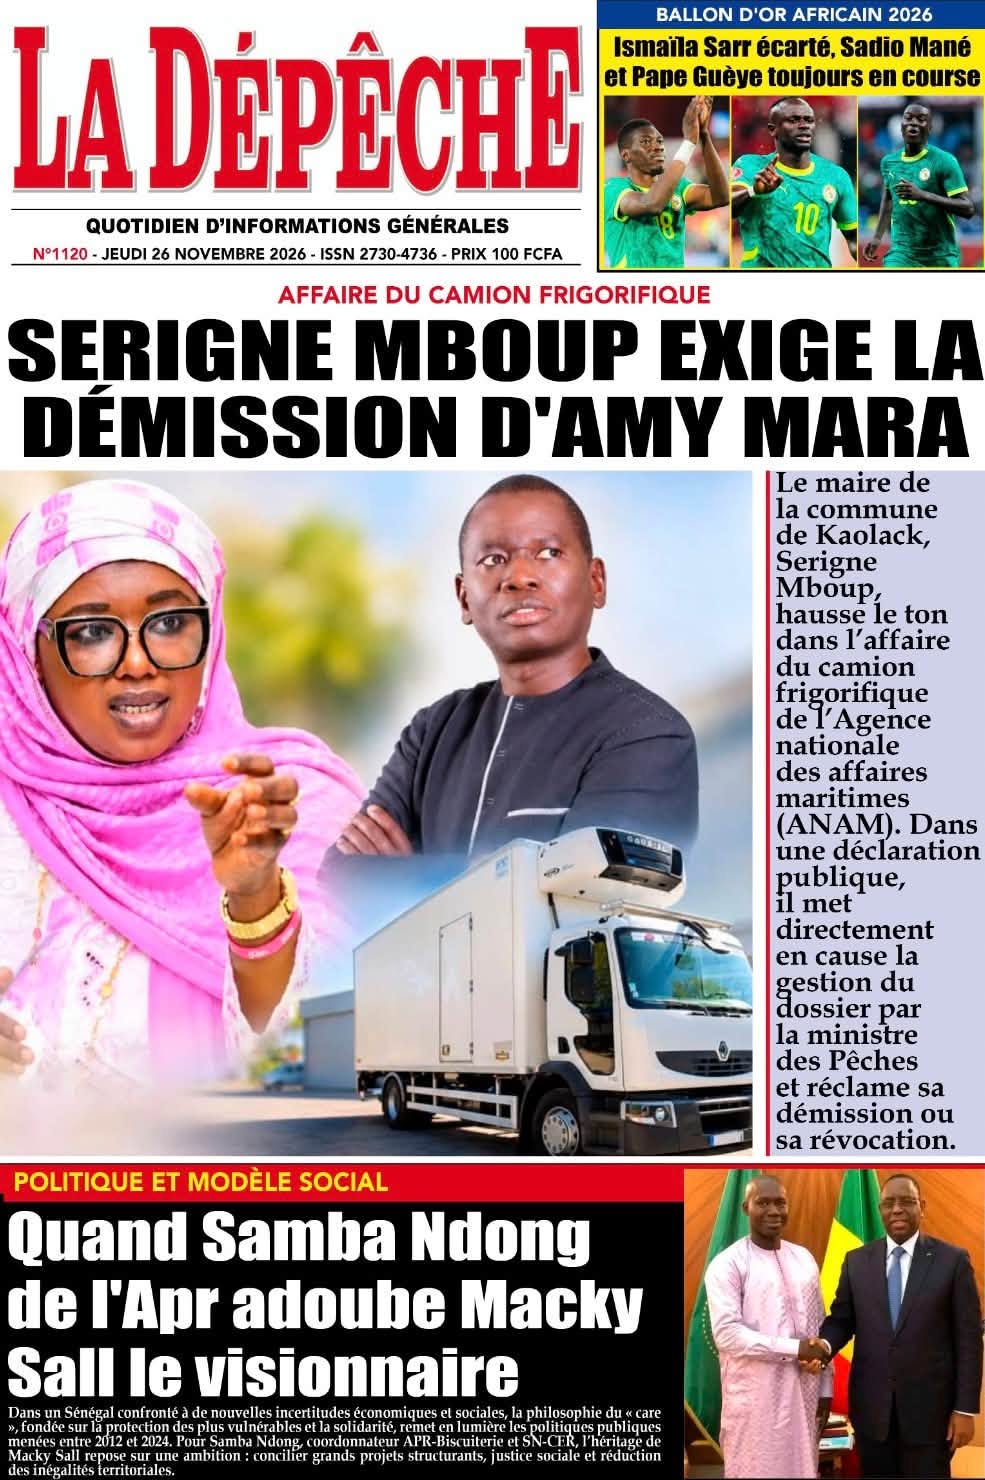 LA DÉPÊCHE
QUOTIDIEN D'INFORMATIONS GÉNÉRALES
N°1120 - JEUDI 26 NOVEMBRE 2026 - ISSN 2730-4736 - PRIX 100 FCFA
BALLON D'OR AFRICAIN 2026
Ismaïla Sarr écarté, Sadio Mané
et Pape Guèye toujours en course
18
10
AFFAIRE DU CAMION FRIGORIFIQUE
SERIGNE MBOUP EXIGE LA
DÉMISSION D'AMY MARA
Le maire de
la commune
de Kaolack,
Serigne
Mboup,
hausse le ton
dans l'affaire
du camion
frigorifique
de l'Agence
nationale
des affaires
maritimes
(ANAM). Dans
une déclaration
publique,
il met
directement
en cause la
gestion du
dossier par
la ministre
des Pêches
et réclame sa
démission ou
sa révocation.
POLITIQUE ET MODÈLE SOCIAL
Quand Samba Ndong
de l'Apr adoube Macky
Sall le visionnaire
Dans un Sénégal confronté à de nouvelles incertitudes économiques et sociales, la philosophie du « care
», fondée sur la protection des plus vulnérables et la solidarité, remet en lumière les politiques publiques
menées entre 2012 et 2024. Pour Samba Ndong, coordonnateur APR-Biscuiterie et SN-CER, l'héritage de
Macky Sall repose sur une ambition : concilier grands projets structurants, justice sociale et réduction
des inégalités territoriales.